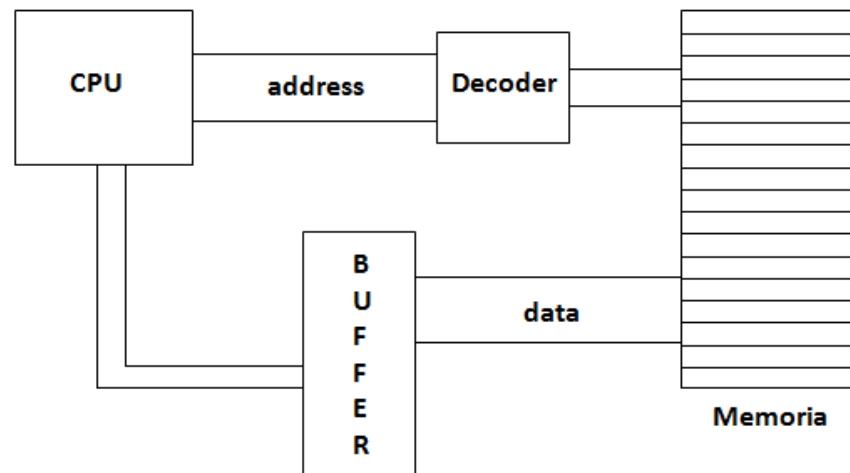 CPU
address
Decoder
B
U
F
F
E
R
data
Memoria